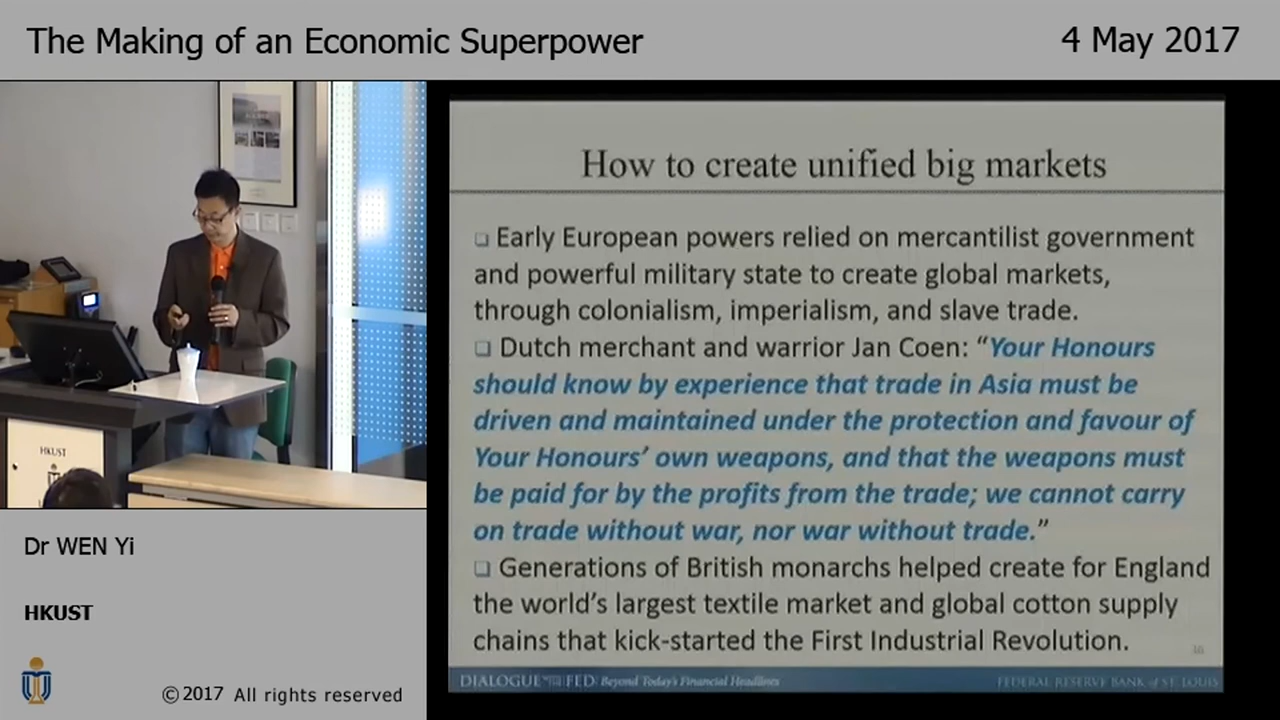 The Making of an Economic Superpower
4 May 2017
How to create unified big markets
❑ Early European powers relied on mercantilist government
and powerful military state to create global markets,
through colonialism, imperialism, and slave trade.
❑ Dutch merchant and warrior Jan Coen: “Your Honours
should know by experience that trade in Asia must be
driven and maintained under the protection and favour of
Your Honours’ own weapons, and that the weapons must
be paid for by the profits from the trade; we cannot carry
on trade without war, nor war without trade.”
❑ Generations of British monarchs helped create for England
the world’s largest textile market and global cotton supply
chains that kick-started the First Industrial Revolution.
DIALOGUE WITH THE FED: Beyond Today's Financial Headlines
FEDERAL RESERVE BANK of ST. LOUIS
HKUST
Dr WEN Yi
HKUST
©2017 All rights reserved